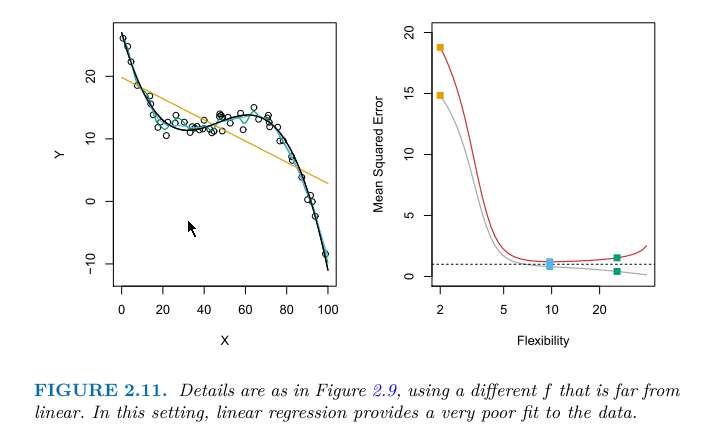 Y
20
10
0
−10
0 20 40 60 80 100
X
Mean Squared Error
20
15
10
5
0
2 5 10 20
Flexibility
FIGURE 2.11. Details are as in Figure 2.9, using a different f that is far from
linear. In this setting, linear regression provides a very poor fit to the data.